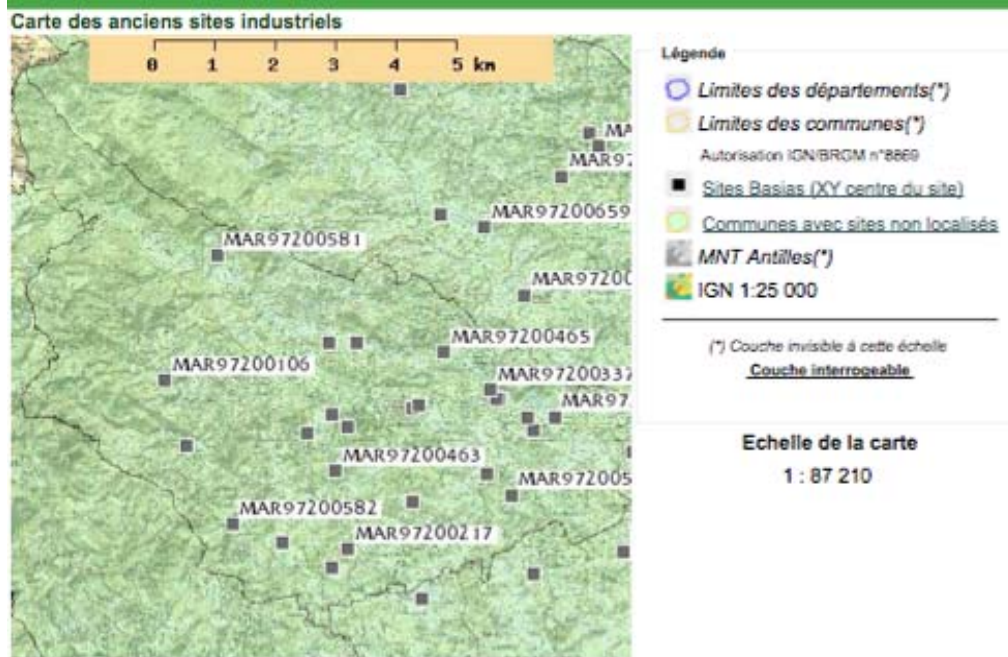 Carte des anciens sites industriels
0 1 2 3 4 5 km
MAR97200659
MAR97200581
MAR97200465
MAR97200106
MAR97200337
MAR97200463
MAR97200582
MAR97200217
Légende
Limites des départements(*)
Limites des communes(*)
Autorisation IGN/BRGM n°8869
Sites Basias (XY centre du site)
Communes avec sites non localisés
MNT Antilles(*)
IGN 1:25 000
(*) Couche invisible à cette échelle
Couche interrogeable
Echelle de la carte
1 : 87 210